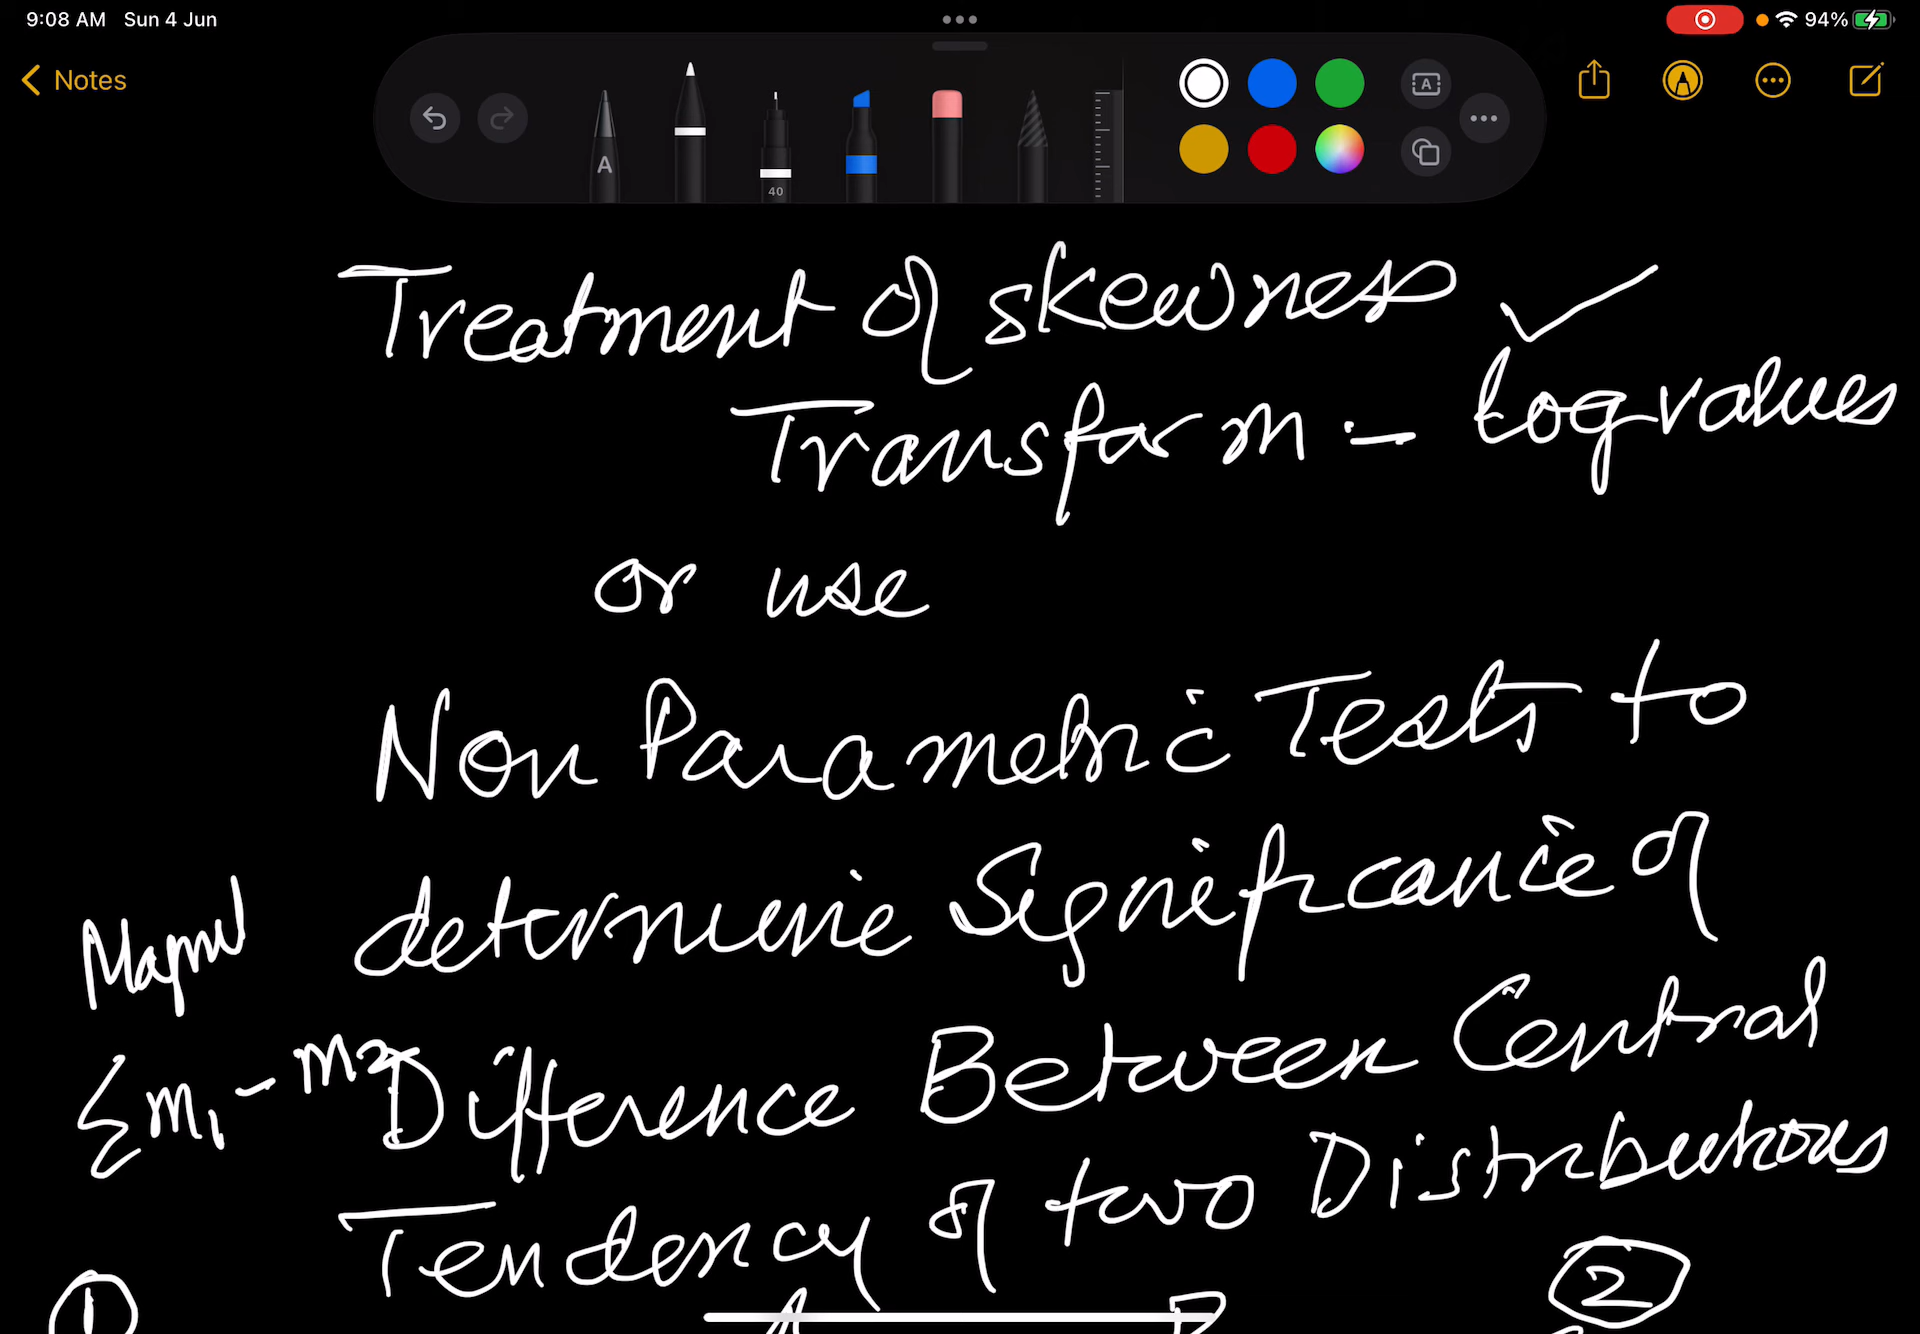 9:08 AM Sun 4 Jun
94%
Notes
A
40
A
Treatment of skewness
Transform :- Log values
or use
Non Parametric Tests to
determine Significance of
Difference Between Central
Σm1 - m2
Tendency of two Distributions
1
2